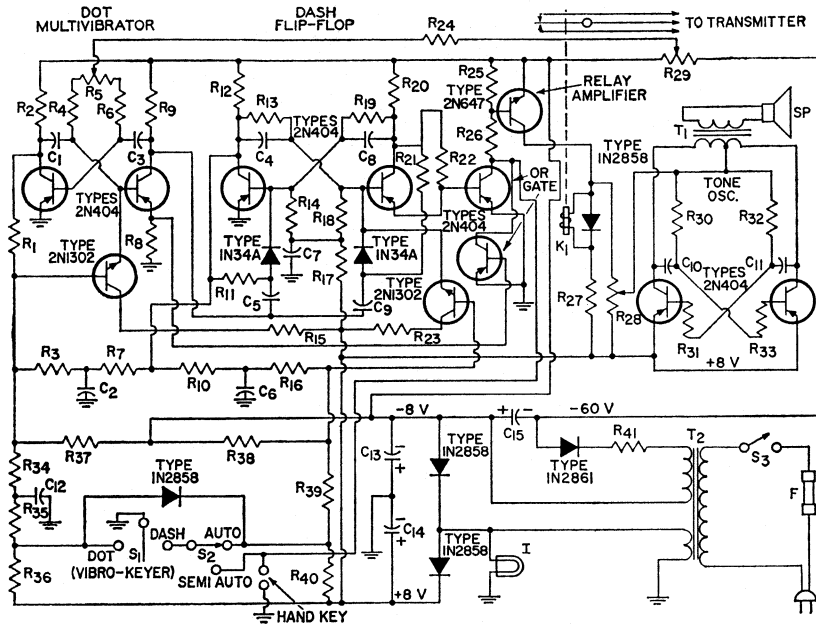 DOT
MULTIVIBRATOR
DASH
FLIP-FLOP
R24
TO TRANSMITTER
R29
R2
R4
R5
R6
R9
R12
R13
R19
R20
R25
TYPE
2N647
RELAY
AMPLIFIER
TYPES
2N404
R26
C1
C3
C4
C8
R21
R22
TYPE
1N2858
T1
SP
OR
GATE
TONE
OSC.
TYPES
2N404
R14
R18
TYPES
2N404
K1
R30
R32
R1
R8
TYPE
2N1302
TYPE
1N34A
C7
TYPE
1N34A
R17
C10
C11
TYPES
2N404
R11
C5
C9
TYPE
2N1302
R27
R28
R15
R23
R31
R33
+8 V
R3
R7
R10
R16
C2
C6
-8 V
+
-
C15
-60 V
R37
R38
C13
-
+
TYPE
1N2858
R41
TYPE
1N2861
T2
S3
R34
C12
TYPE
1N2858
R39
F
R35
C14
-
+
TYPE
1N2858
I
DOT
S1
DASH
S2
AUTO
(VIBRO-KEYER)
R36
SEMI AUTO
R40
HAND KEY
+8 V